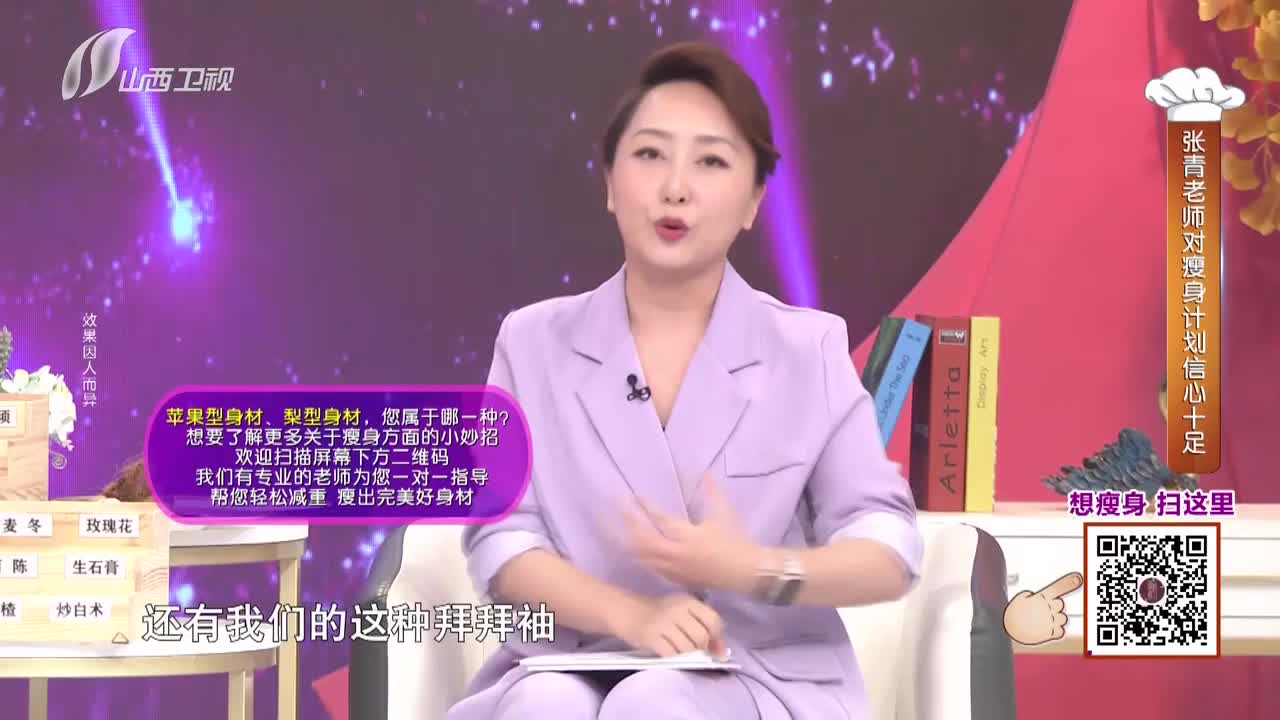 山西卫视
张青老师对瘦身计划信心十足
效果因人而异
苹果型身材、梨型身材，您属于哪一种?
想要了解更多关于瘦身方面的小妙招
欢迎扫描屏幕下方二维码
我们有专业的老师为您一对一指导
帮您轻松减重 瘦出完美好身材
Under The Sea
Arletta
Display Art
想瘦身 扫这里
麦冬
玫瑰花
陈
生石膏
楂
炒白术
还有我们的这种拜拜袖